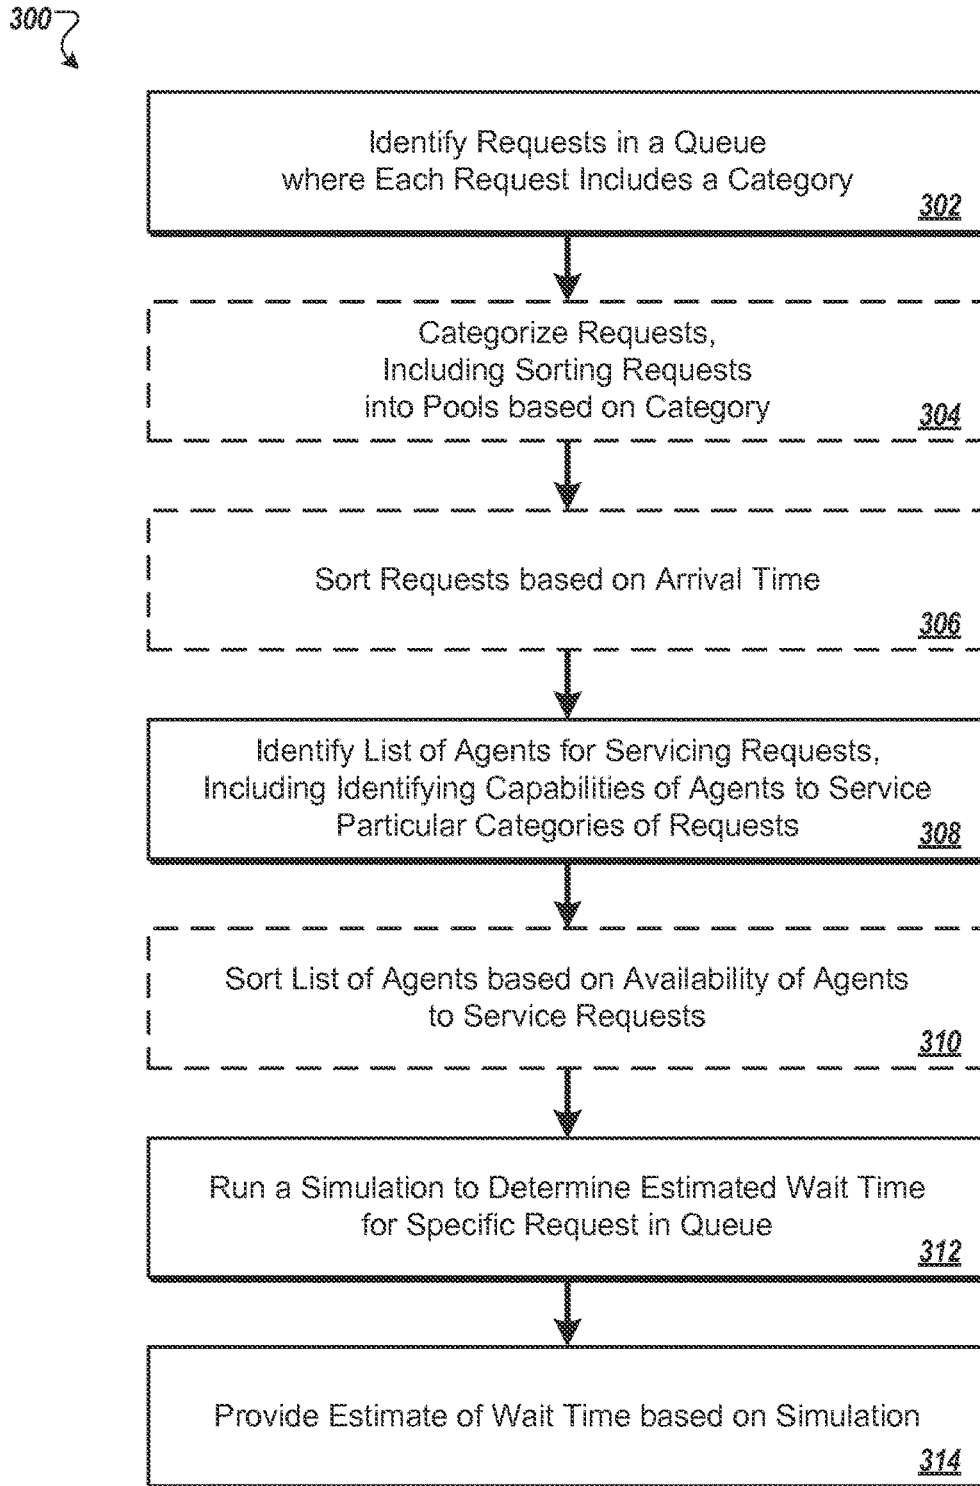 300
Identify Requests in a Queue
where Each Request Includes a Category
302
Categorize Requests,
Including Sorting Requests
into Pools based on Category
304
Sort Requests based on Arrival Time
306
Identify List of Agents for Servicing Requests,
Including Identifying Capabilities of Agents to Service
Particular Categories of Requests
308
Sort List of Agents based on Availability of Agents
to Service Requests
310
Run a Simulation to Determine Estimated Wait Time
for Specific Request in Queue
312
Provide Estimate of Wait Time based on Simulation
314